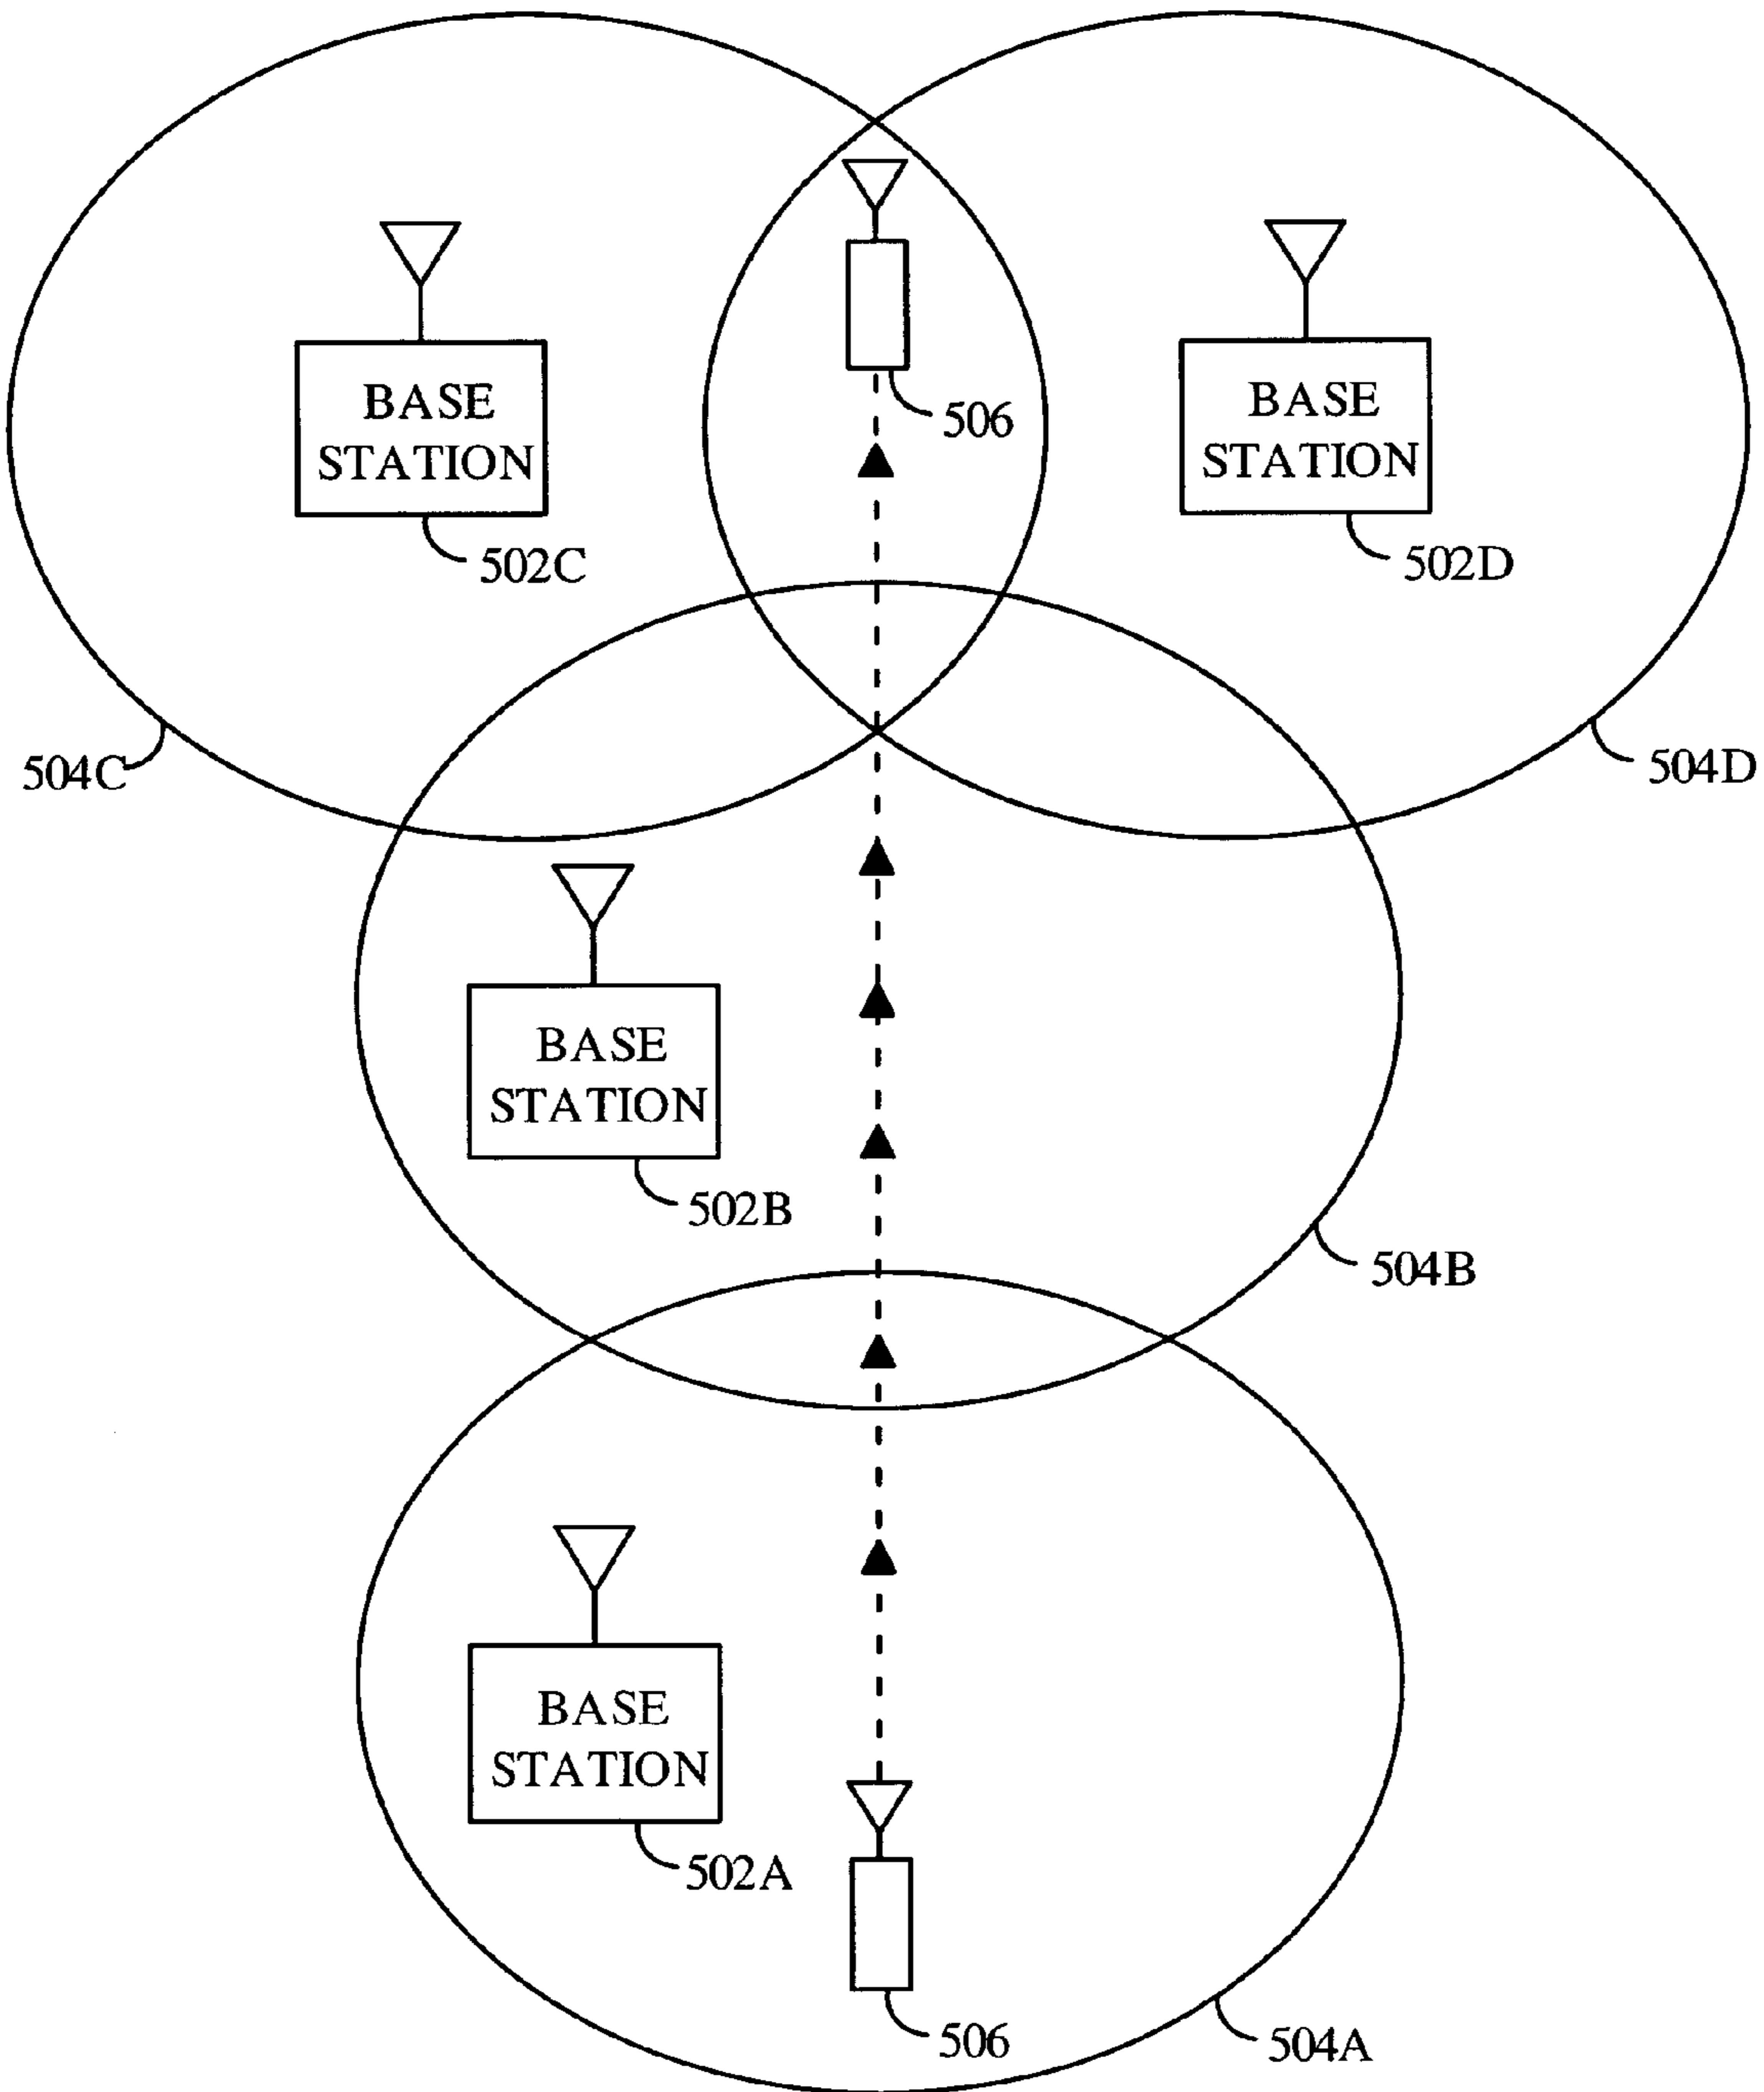 BASE
STATION
502C
506
BASE
STATION
502D
504C
504D
BASE
STATION
502B
504B
BASE
STATION
502A
506
504A